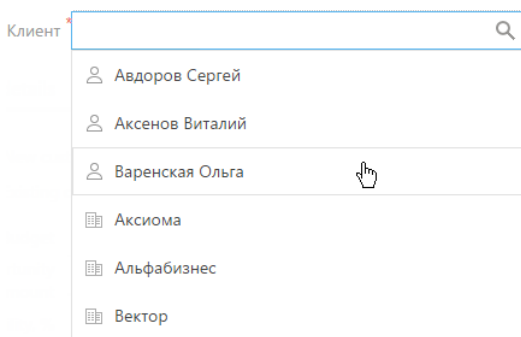 Клиент *
Авдоров Сергей
Аксенов Виталий
Варенская Ольга
Аксиома
Альфабизнес
Вектор